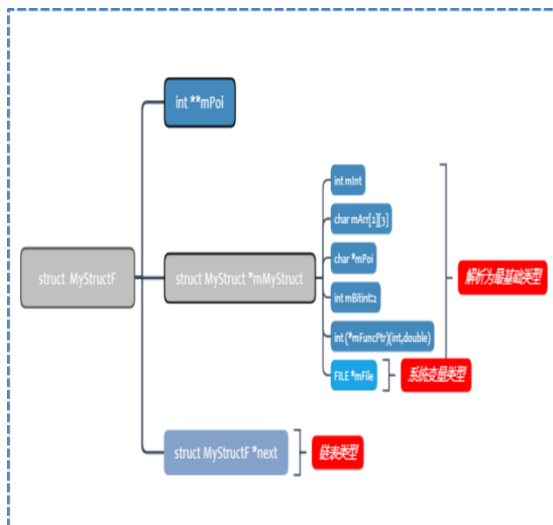 int **mPoi
int mInt
char mArr[2][3]
char *mPoi
struct MyStructF
struct MyStruct *mMyStruct
解析为最基础类型
int mBitint:2
int (*mFuncPtr)(int,double)
FILE *mFile
系统变量类型
struct MyStructF *next
链表类型